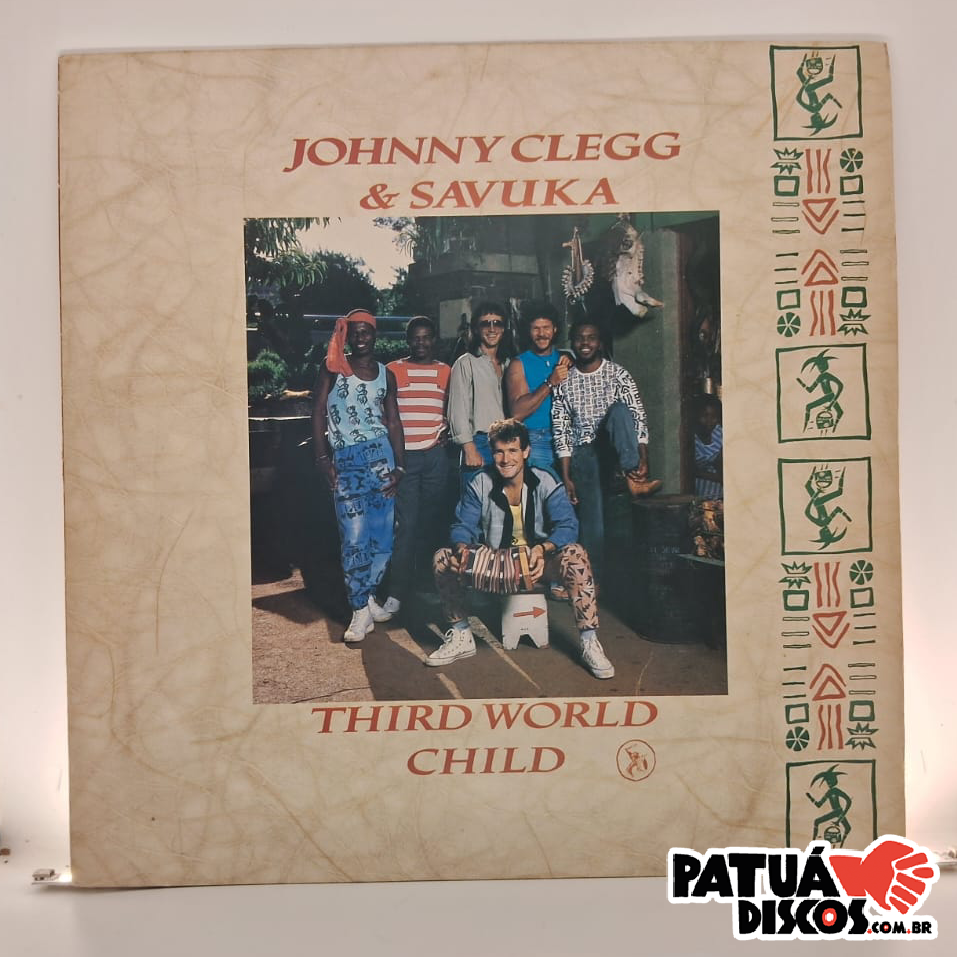 JOHNNY CLEGG
& SAVUKA
THIRD WORLD
CHILD
PATUÁ
DISCOS.COM.BR